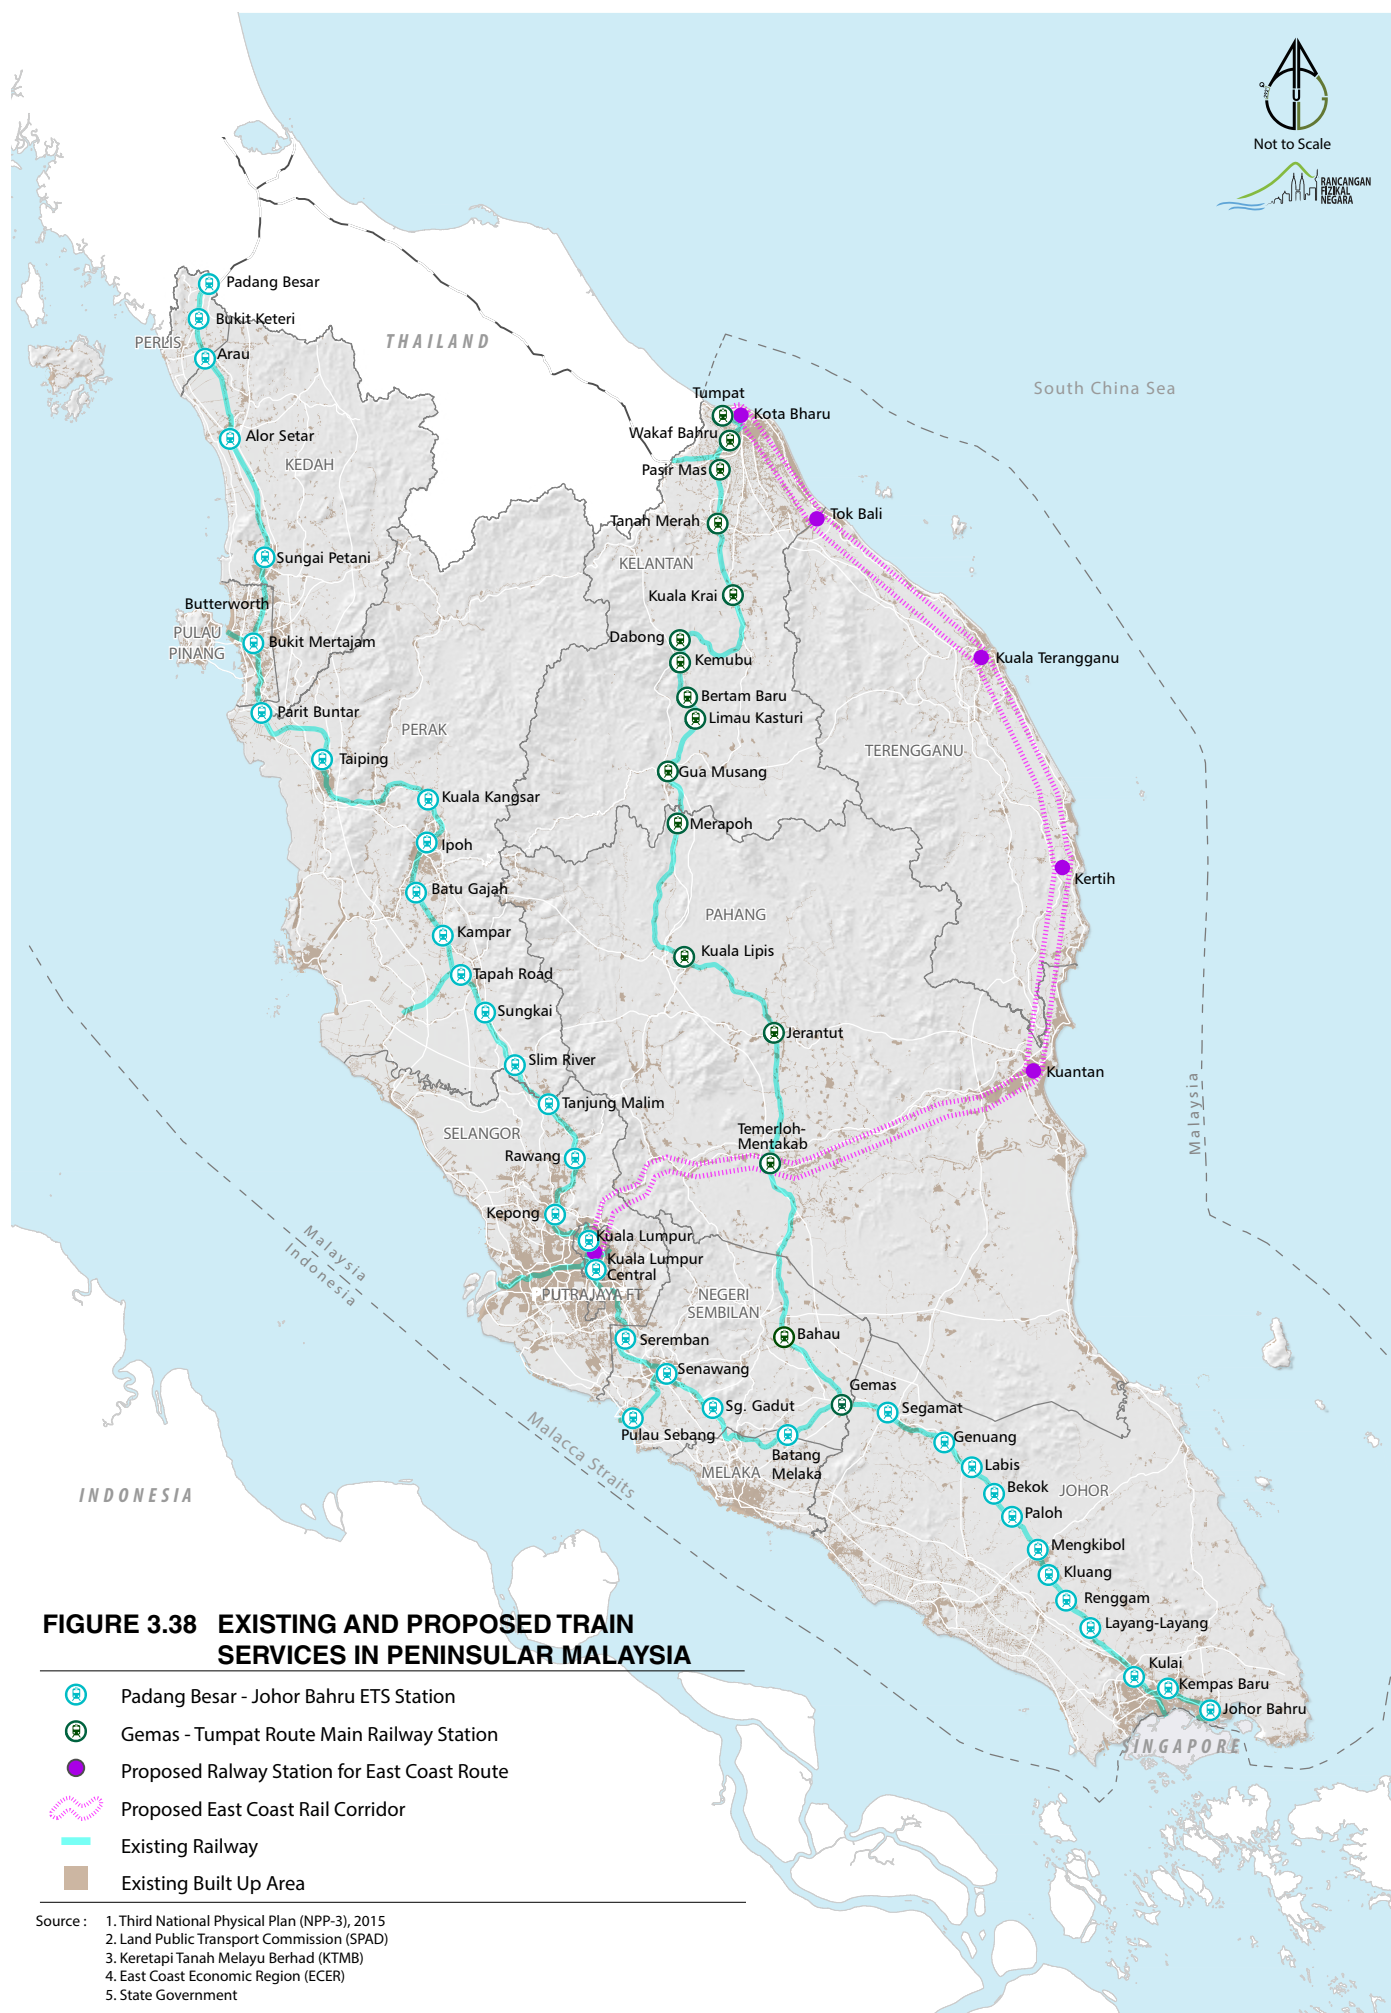 Not to Scale
RANCANGAN
FIZIKAL
NEGARA
Padang Besar
Bukit Keteri
PERLIS
THAILAND
Arau
South China Sea
Tumpat
Kota Bharu
Alor Setar
Wakaf Bahru
KEDAH
Pasir Mas
Tok Bali
Tanah Merah
Sungai Petani
KELANTAN
Kuala Krai
Butterworth
PULAU
PINANG
Bukit Mertajam
Dabong
Kemubu
Kuala Terangganu
Bertam Baru
Parit Buntar
Limau Kasturi
PERAK
TERENGGANU
Taiping
Gua Musang
Kuala Kangsar
Merapoh
Ipoh
Kertih
Batu Gajah
PAHANG
Kampar
Kuala Lipis
Tapah Road
Sungkai
Jerantut
Slim River
Kuantan
Tanjung Malim
Malaysia
SELANGOR
Temerloh-
Mentakab
Rawang
Kepong
Malaysia
Indonesia
Kuala Lumpur
Kuala Lumpur
Central
PUTRAJAYA FT
NEGERI
SEMBILAN
Seremban
Bahau
Senawang
Gemas
Sg. Gadut
Segamat
Pulau Sebang
Malacca Straits
Genuang
Batang
Melaka
MELAKA
Labis
Bekok
JOHOR
INDONESIA
Paloh
Mengkibol
Kluang
Renggam
Layang-Layang
Kulai
Kempas Baru
Johor Bahru
SINGAPORE
FIGURE 3.38 EXISTING AND PROPOSED TRAIN
SERVICES IN PENINSULAR MALAYSIA
Padang Besar - Johor Bahru ETS Station
Gemas - Tumpat Route Main Railway Station
Proposed Ralway Station for East Coast Route
Proposed East Coast Rail Corridor
Existing Railway
Existing Built Up Area
Source : 1. Third National Physical Plan (NPP-3), 2015
2. Land Public Transport Commission (SPAD)
3. Keretapi Tanah Melayu Berhad (KTMB)
4. East Coast Economic Region (ECER)
5. State Government